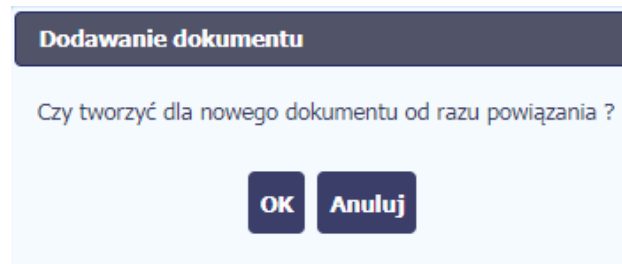 Dodawanie dokumentu
Czy tworzyć dla nowego dokumentu od razu powiązania ?
OK Anuluj